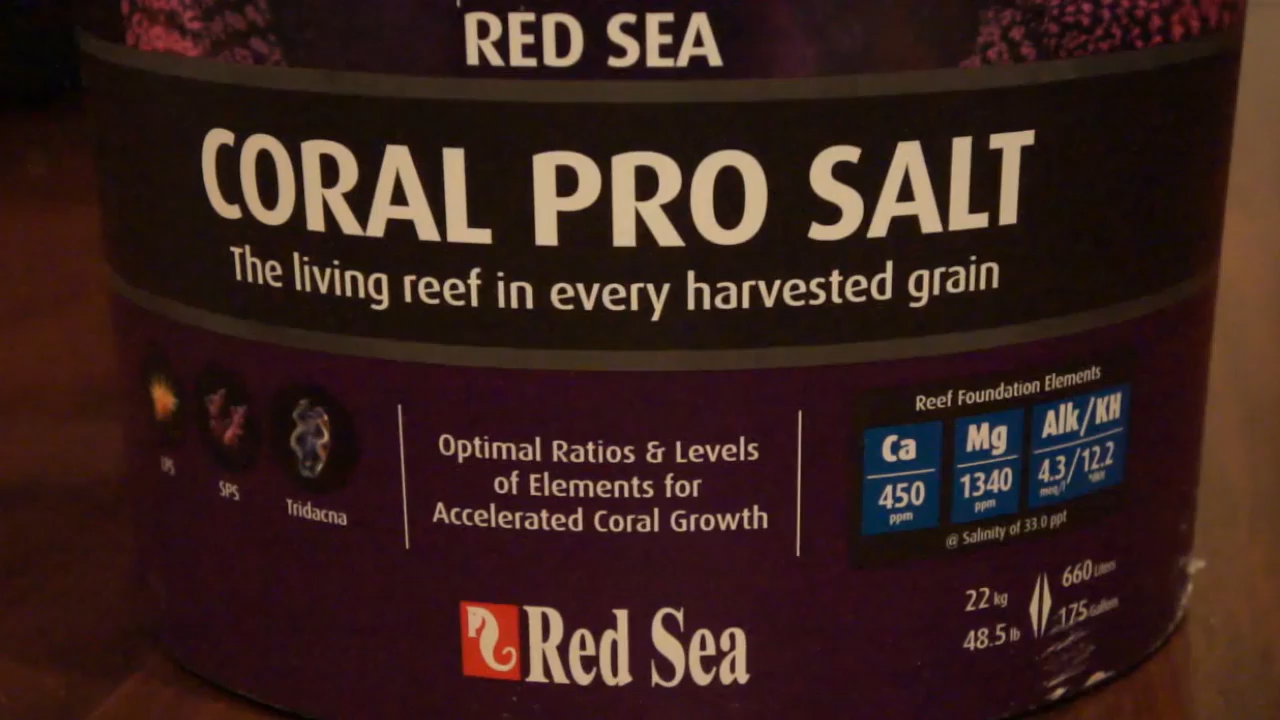 RED SEA
CORAL PRO SALT
The living reef in every harvested grain
LPS
SPS
Tridacna
Optimal Ratios & Levels
of Elements for
Accelerated Coral Growth
Reef Foundation Elements
Ca
450
ppm
Mg
1340
ppm
Alk/KH
4.3/12.2
meq/l °dKH
@ Salinity of 33.0 ppt
22 kg
48.5 lb
660 Liters
175 Gallons
Red Sea